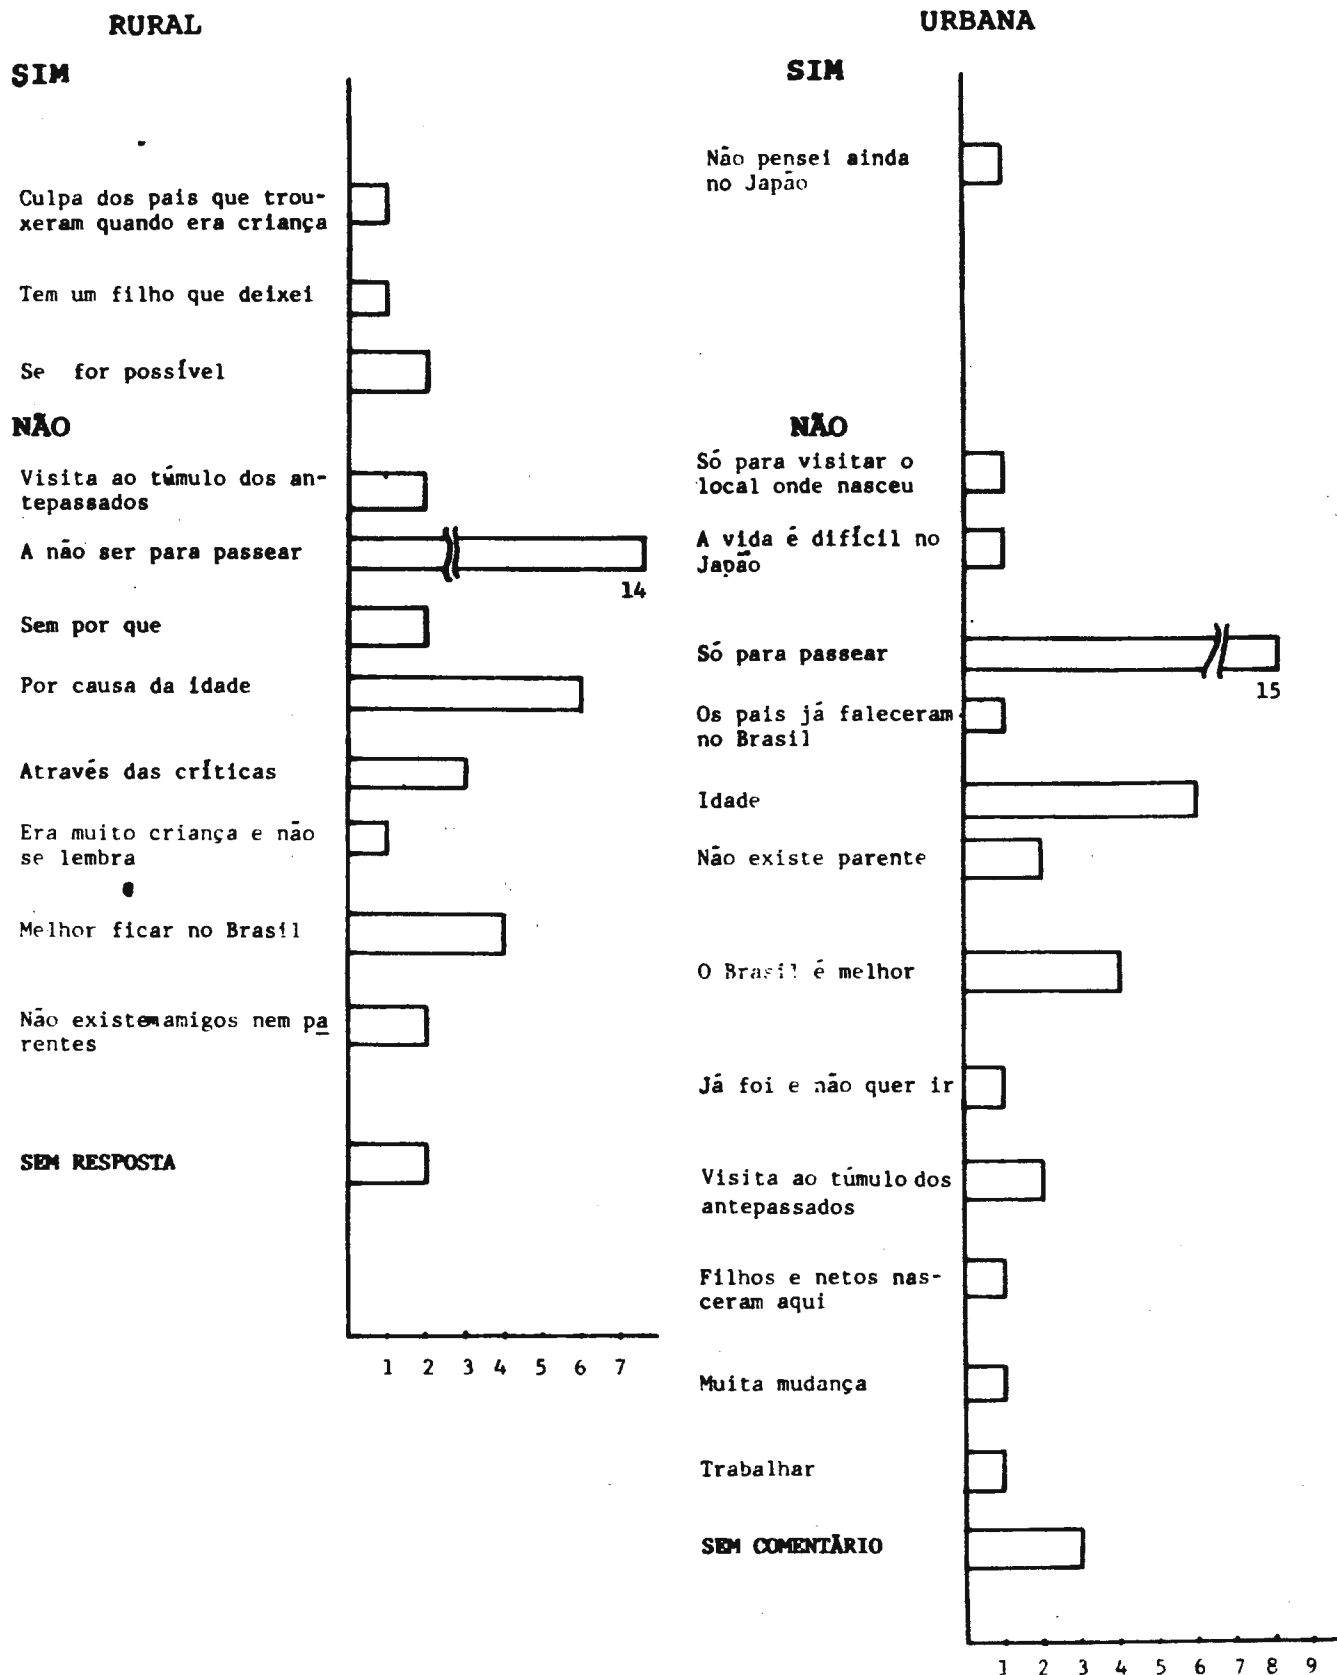 RURAL
SIM
Culpa dos pais que trou-
xeram quando era criança
Tem um filho que deixei
Se for possível
NÃO
Visita ao túmulo dos an-
tepassados
A não ser para passear
14
Sem por que
Por causa da idade
Através das críticas
Era muito criança e não
se lembra
Melhor ficar no Brasil
Não existem amigos nem pa
rentes
SEM RESPOSTA
1 2 3 4 5 6 7
URBANA
SIM
Não pensei ainda
no Japão
NÃO
Só para visitar o
local onde nasceu
A vida é difícil no
Japão
Só para passear
15
Os pais já faleceram
no Brasil
Idade
Não existe parente
O Brasil é melhor
Já foi e não quer ir
Visita ao túmulo dos
antepassados
Filhos e netos nas-
ceram aqui
Muita mudança
Trabalhar
SEM COMENTÁRIO
1 2 3 4 5 6 7 8 9